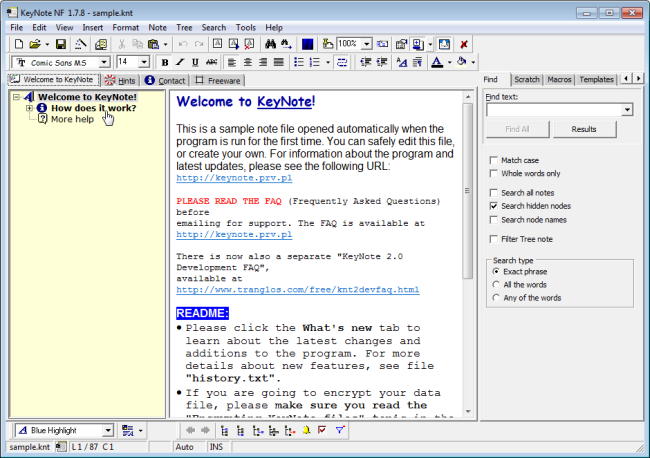 KeyNote NF 1.7.8 - sample.knt
File Edit View Insert Format Note Tree Search Tools Help
100%
Comic Sans MS 14 B I U
Welcome to KeyNote Hints Contact Freeware
Find Scratch Macros Templates
Welcome to KeyNote!
How does it work?
More help
Welcome to KeyNote!
This is a sample note file opened automatically when the
program is run for the first time. You can safely edit this file,
or create your own. For information about the program and
latest updates, please see the following URL:
http://keynote.prv.pl
PLEASE READ THE FAQ (Frequently Asked Questions)
before
emailing for support. The FAQ is available at
http://keynote.prv.pl
There is now also a separate "KeyNote 2.0
Development FAQ",
available at
http://www.tranglos.com/free/knt2devfaq.html
README:
• Please click the What's new tab to
learn about the latest changes and
additions to the program. For more
details about new features, see file
"history.txt".
• If you are going to encrypt your data
file, please make sure you read the
Find text:
Find All Results
Match case
Whole words only
Search all notes
Search hidden nodes
Search node names
Filter Tree note
Search type
Exact phrase
All the words
Any of the words
Blue Highlight
sample.knt L 1 / 87 C 1 Auto INS